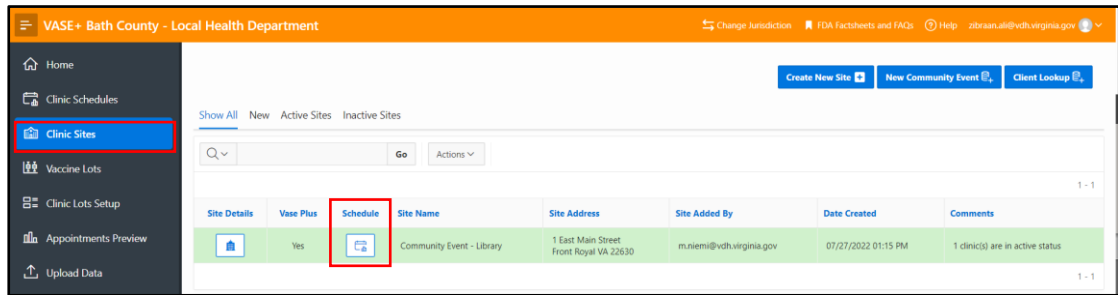 VASE+ Bath County - Local Health Department
Change Jurisdiction FDA Factsheets and FAQs Help zibraan.ali@vdh.virginia.gov
Home
Clinic Schedules
Clinic Sites
Vaccine Lots
Clinic Lots Setup
Appointments Preview
Upload Data
Create New Site New Community Event Client Lookup
Show All New Active Sites Inactive Sites
Go Actions
1 - 1
Site Details Vase Plus Schedule Site Name Site Address Site Added By Date Created Comments
Yes Community Event - Library 1 East Main Street m.niemi@vdh.virginia.gov 07/27/2022 01:15 PM 1 clinic(s) are in active status
Front Royal VA 22630
1 - 1